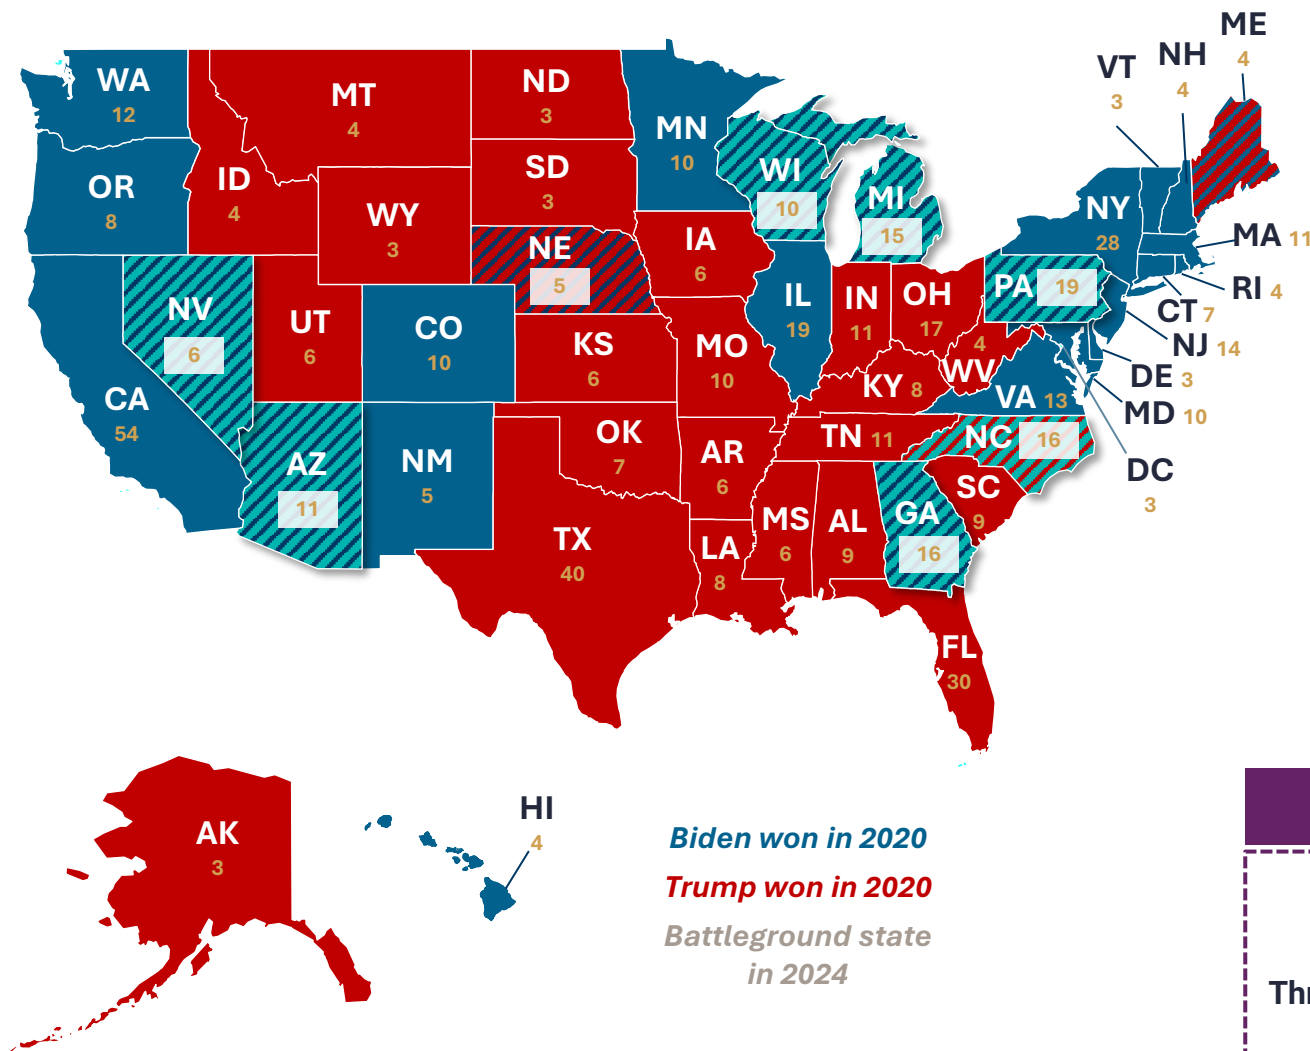 ME
4
NH
4
VT
3
WA
12
MT
4
ND
3
MN
10
OR
8
ID
4
SD
3
WI
10
MI
15
NY
28
MA 11
WY
3
IA
6
NE
5
PA 19
RI 4
CT 7
NV
6
UT
6
CO
10
IL
19
IN
11
OH
17
NJ 14
KS
6
MO
10
4
WV
DE 3
CA
54
KY 8
VA 13
MD 10
AZ
11
NM
5
OK
7
TN 11
NC 16
DC
3
AR
6
SC
9
TX
40
LA
8
MS
6
AL
9
GA
16
FL
30
AK
3
HI
4
Biden won in 2020
Trump won in 2020
Battleground state
in 2024